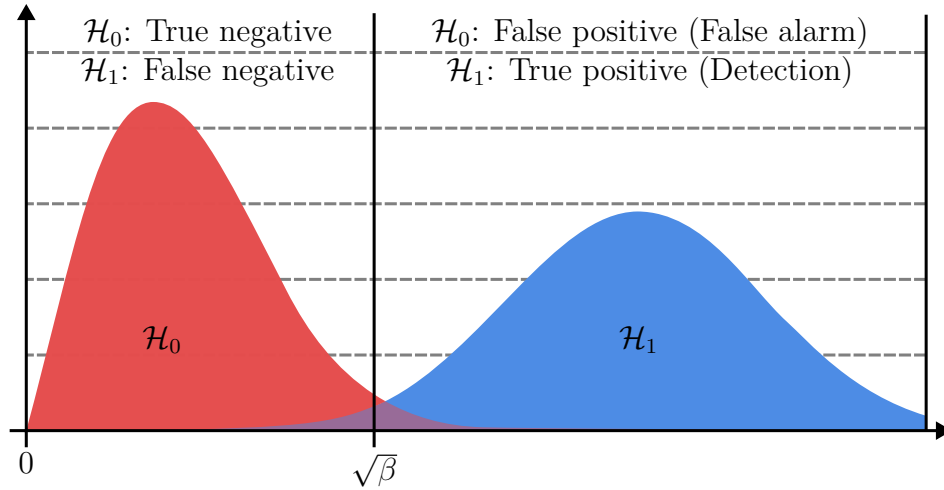 ℋ₀: True negative
ℋ₁: False negative
ℋ₀: False positive (False alarm)
ℋ₁: True positive (Detection)
ℋ₀
ℋ₁
0
√β